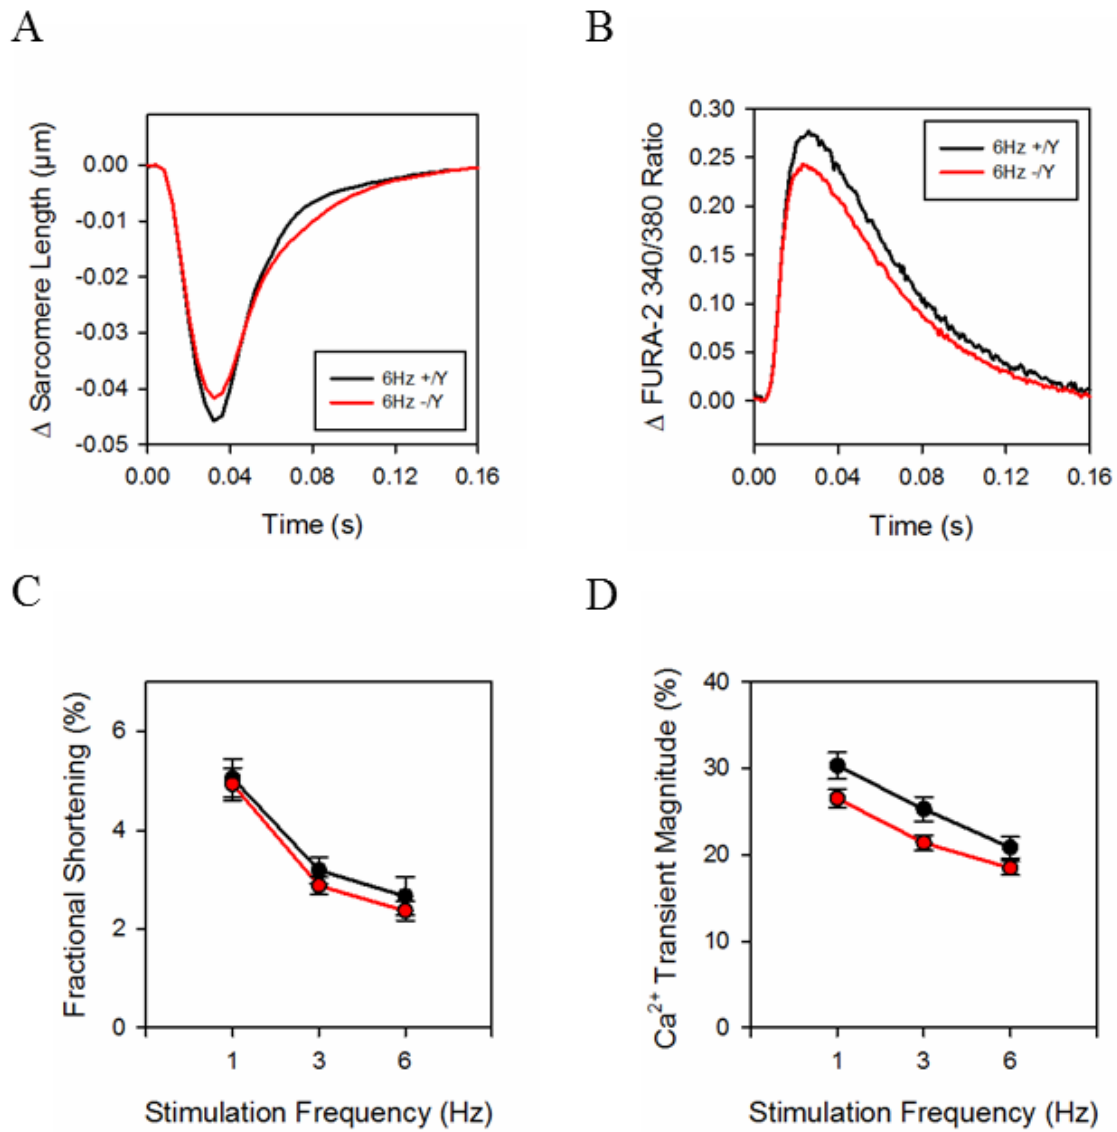 A
Δ Sarcomere Length (µm)
0.00
-0.01
-0.02
-0.03
-0.04
-0.05
6Hz +/Y
6Hz -/Y
0.00 0.04 0.08 0.12 0.16
Time (s)
B
Δ FURA-2 340/380 Ratio
0.30
0.25
0.20
0.15
0.10
0.05
0.00
6Hz +/Y
6Hz -/Y
0.00 0.04 0.08 0.12 0.16
Time (s)
C
Fractional Shortening (%)
6
4
2
0
1 3 6
Stimulation Frequency (Hz)
D
Ca²⁺ Transient Magnitude (%)
40
30
20
10
0
1 3 6
Stimulation Frequency (Hz)